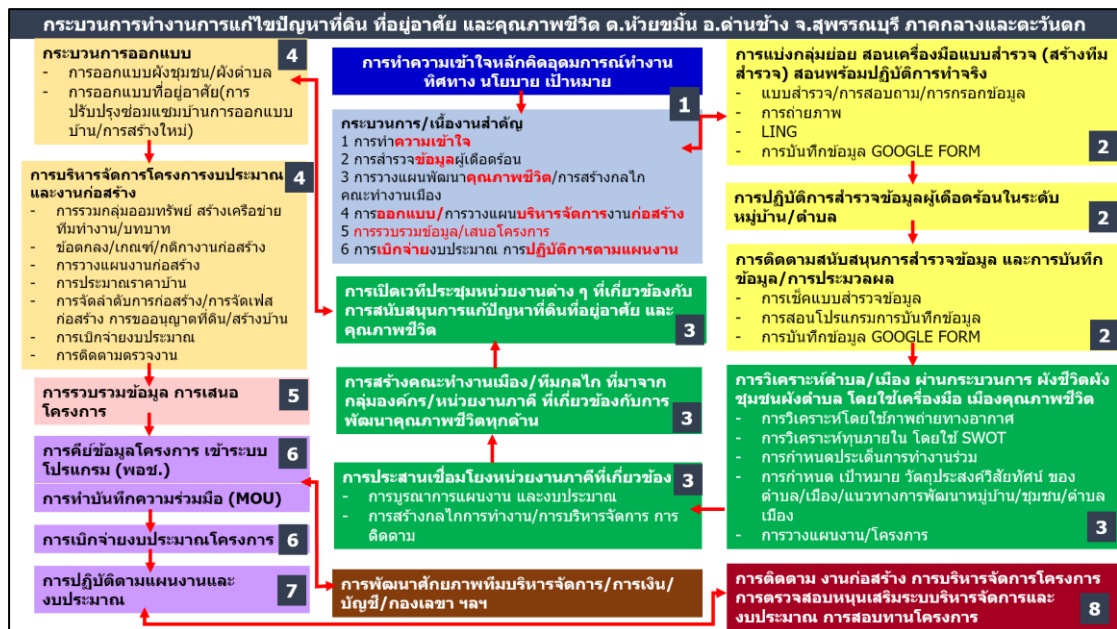 กระบวนการทำงานการแก้ไขปัญหาที่ดิน ที่อยู่อาศัย และคุณภาพชีวิต ต.ห้วยขมิ้น อ.ด่านช้าง จ.สุพรรณบุรี ภาคกลางและตะวันตก
กระบวนการออกแบบ
4
- การออกแบบผังชุมชน/ผังตำบล
- การออกแบบที่อยู่อาศัย(การ
ปรับปรุงซ่อมแซมบ้านการออกแบบ
บ้าน/การสร้างใหม่)
การบริหารจัดการโครงการงบประมาณ
และงานก่อสร้าง
4
- การรวมกลุ่มออมทรัพย์ สร้างเครือข่าย
ทีมทำงาน/บทบาท
- ข้อตกลง/เกณฑ์/กติกางานก่อสร้าง
- การวางแผนงานก่อสร้าง
- การประมาณราคาบ้าน
- การจัดลำดับการก่อสร้าง/การจัดเฟส
ก่อสร้าง การขออนุญาตที่ดิน/สร้างบ้าน
- การเบิกจ่ายงบประมาณ
- การติดตามตรวจงาน
การรวบรวมข้อมูล การเสนอ
โครงการ
5
การคีย์ข้อมูลโครงการ เข้าระบบ
โปรแกรม (พอช.)
6
การทำบันทึกความร่วมมือ (MOU)
การเบิกจ่ายงบประมาณโครงการ
6
การปฏิบัติตามแผนงานและ
งบประมาณ
7
การทำความเข้าใจหลักคิดอุดมการณ์ทำงาน
ทิศทาง นโยบาย เป้าหมาย
1
กระบวนการ/เนื้องานสำคัญ
1 การทำความเข้าใจ
2 การสำรวจข้อมูลผู้เดือดร้อน
3 การวางแผนพัฒนาคุณภาพชีวิต/การสร้างกลไก
คณะทำงานเมือง
4 การออกแบบ/การวางแผนบริหารจัดการงานก่อสร้าง
5 การรวบรวมข้อมูล/เสนอโครงการ
6 การเบิกจ่ายงบประมาณ การปฏิบัติการตามแผนงาน
การเปิดเวทีประชุมหน่วยงานต่าง ๆ ที่เกี่ยวข้องกับ
การสนับสนุนการแก้ปัญหาที่ดินที่อยู่อาศัย และ
คุณภาพชีวิต
3
การสร้างคณะทำงานเมือง/ทีมกลไก ที่มาจาก
กลุ่มองค์กร/หน่วยงานภาคี ที่เกี่ยวข้องกับการ
พัฒนาคุณภาพชีวิตทุกด้าน
3
การประสานเชื่อมโยงหน่วยงานภาคีที่เกี่ยวข้อง
3
- การบูรณาการแผนงาน และงบประมาณ
- การสร้างกลไกการทำงาน/การบริหารจัดการ การ
ติดตาม
การพัฒนาศักยภาพทีมบริหารจัดการ/การเงิน/
บัญชี/กองเลขา ฯลฯ
การแบ่งกลุ่มย่อย สอนเครื่องมือแบบสำรวจ (สร้างทีม
สำรวจ) สอนพร้อมปฏิบัติการทำจริง
- แบบสำรวจ/การสอบถาม/การกรอกข้อมูล
- การถ่ายภาพ
- LING
- การบันทึกข้อมูล GOOGLE FORM
2
การปฏิบัติการสำรวจข้อมูลผู้เดือดร้อนในระดับ
หมู่บ้าน/ตำบล
2
การติดตามสนับสนุนการสำรวจข้อมูล และการบันทึก
ข้อมูล/การประมวลผล
- การเช็คแบบสำรวจข้อมูล
- การสอนโปรแกรมการบันทึกข้อมูล
- การบันทึกข้อมูล GOOGLE FORM
2
การวิเคราะห์ตำบล/เมือง ผ่านกระบวนการ ผังชีวิตผัง
ชุมชนผังตำบล โดยใช้เครื่องมือ เมืองคุณภาพชีวิต
- การวิเคราะห์โดยใช้ภาพถ่ายทางอากาศ
- การวิเคราะห์ทุนภายใน โดยใช้ SWOT
- การกำหนดประเด็นการทำงานร่วม
- การกำหนด เป้าหมาย วัตถุประสงค์วิสัยทัศน์ ของ
ตำบล/เมือง/แนวทางการพัฒนาหมู่บ้าน/ชุมชน/ตำบล
เมือง
- การวางแผนงาน/โครงการ
3
การติดตาม งานก่อสร้าง การบริหารจัดการโครงการ
การตรวจสอบหนุนเสริมระบบบริหารจัดการและ
งบประมาณ การสอบทานโครงการ
8